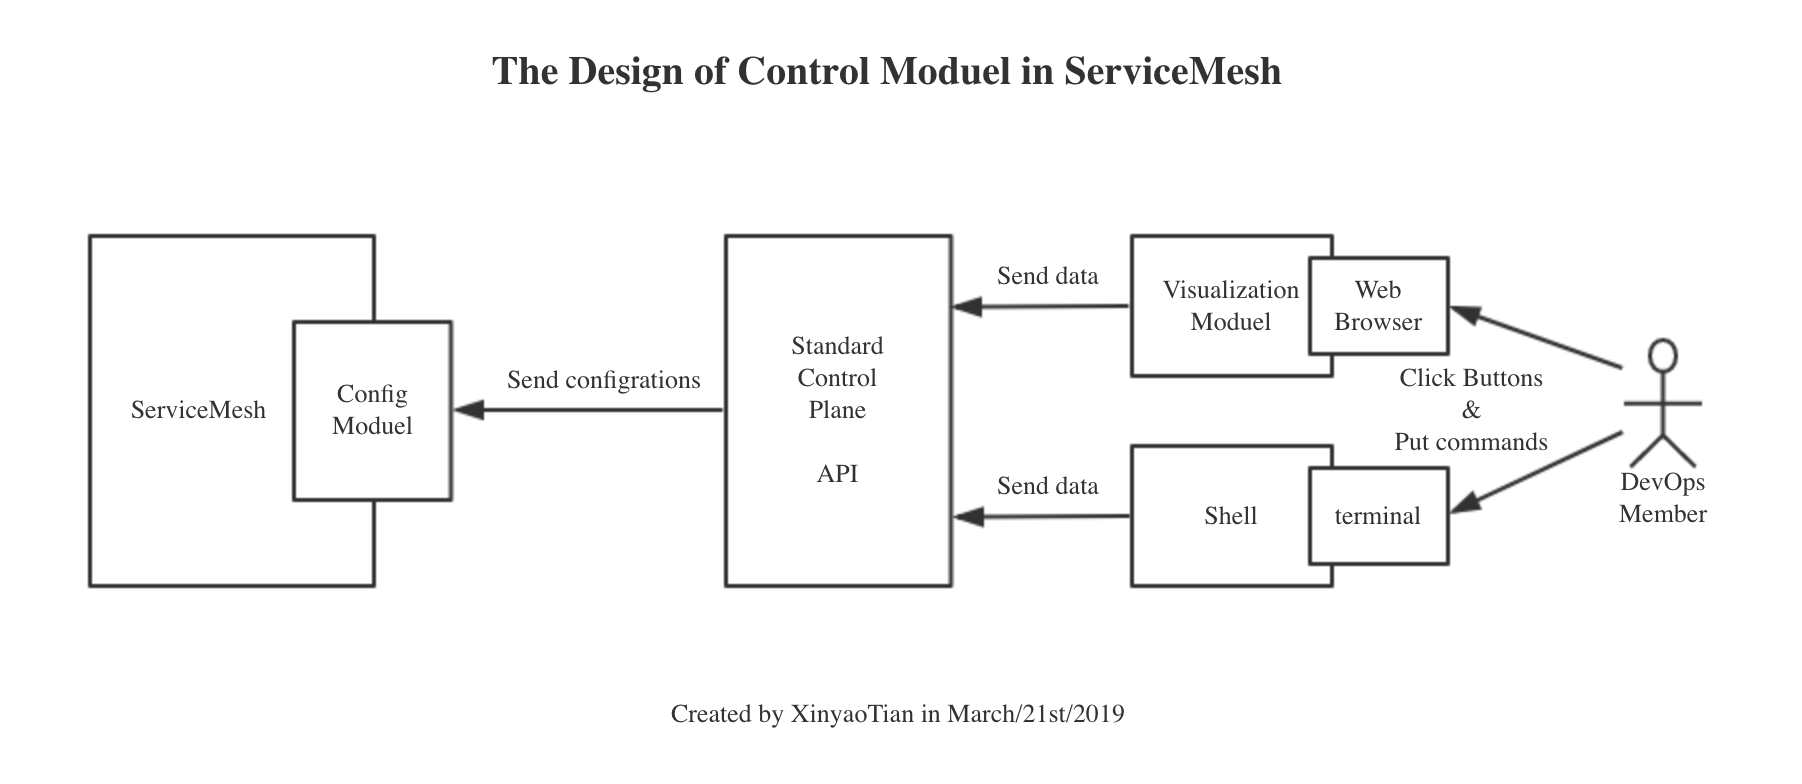 The Design of Control Moduel in ServiceMesh
ServiceMesh
Config
Moduel
Send configrations
Standard
Control
Plane
API
Send data
Visualization
Moduel
Web
Browser
Send data
Shell
terminal
Click Buttons
&
Put commands
DevOps
Member
Created by XinyaoTian in March/21st/2019